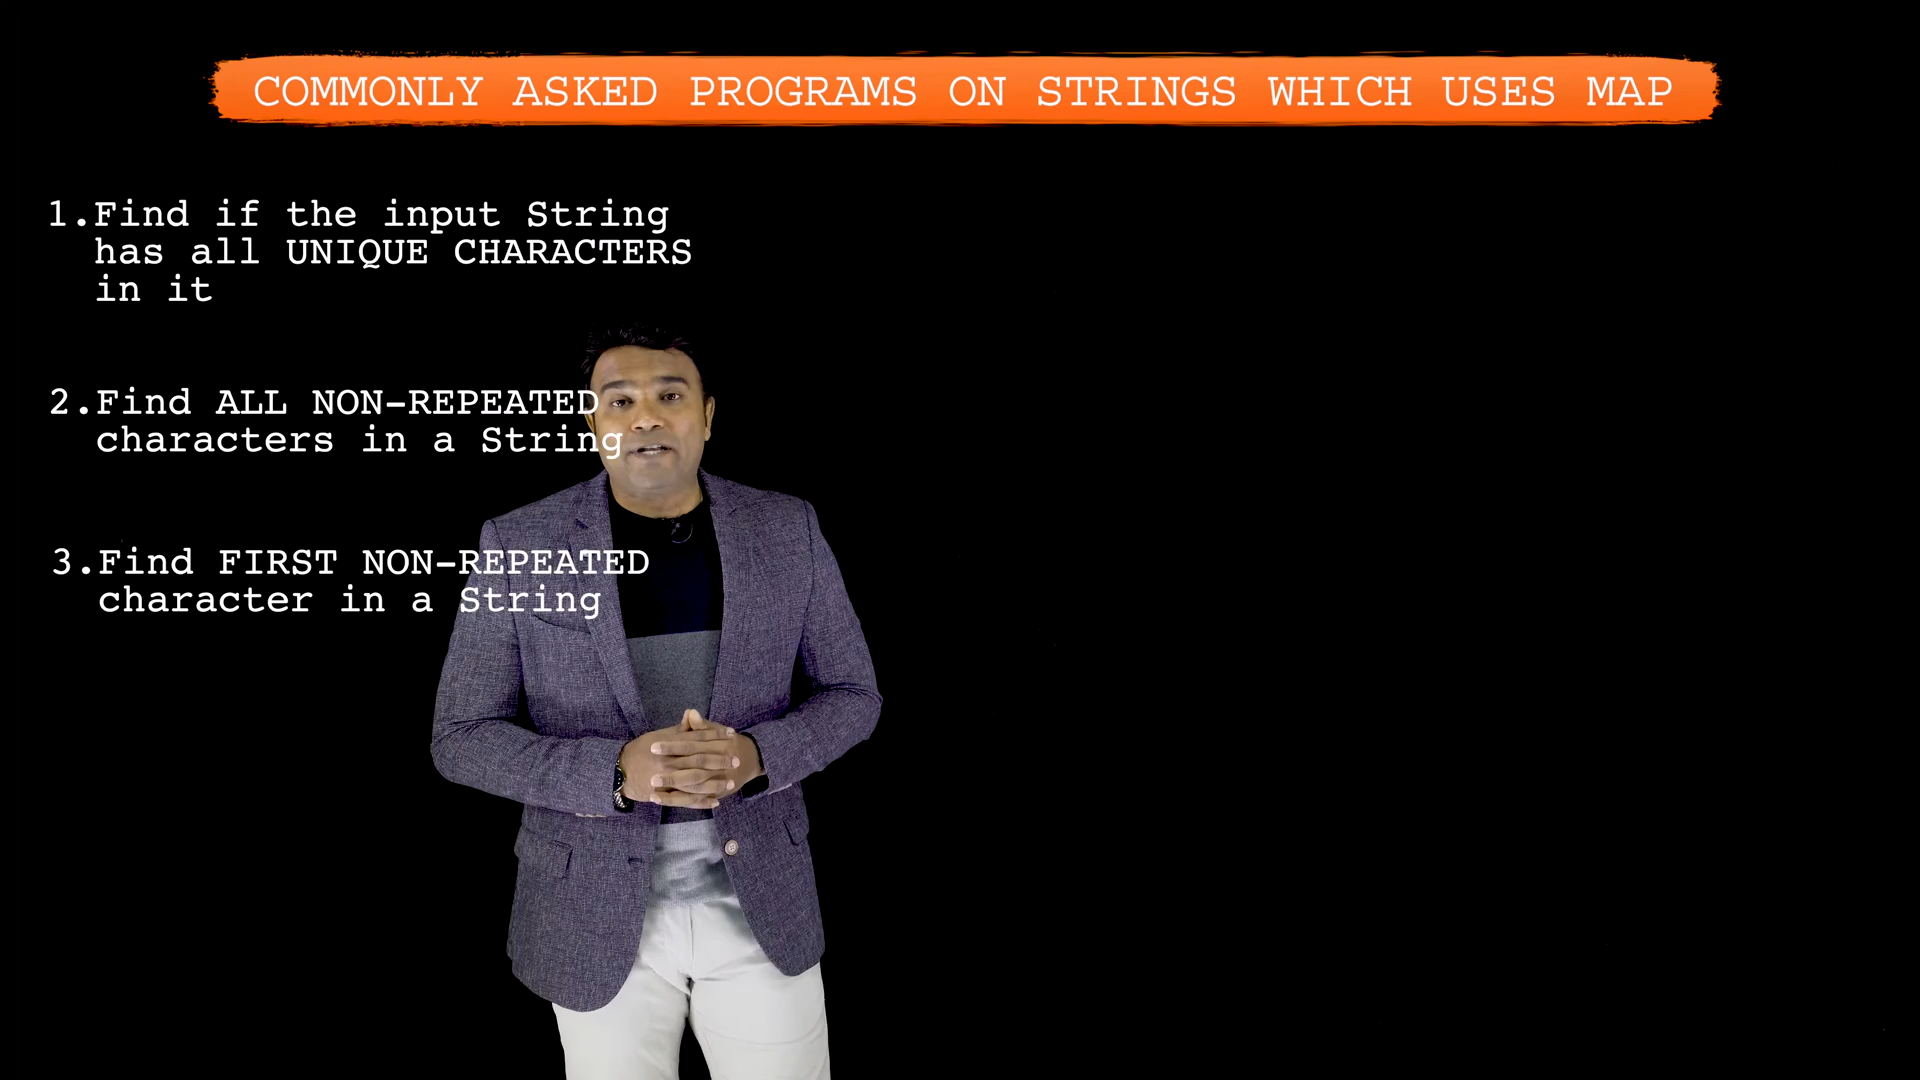 COMMONLY ASKED PROGRAMS ON STRINGS WHICH USES MAP
1.Find if the input String
has all UNIQUE CHARACTERS
in it
2.Find ALL NON-REPEATED
characters in a String
3.Find FIRST NON-REPEATED
character in a String